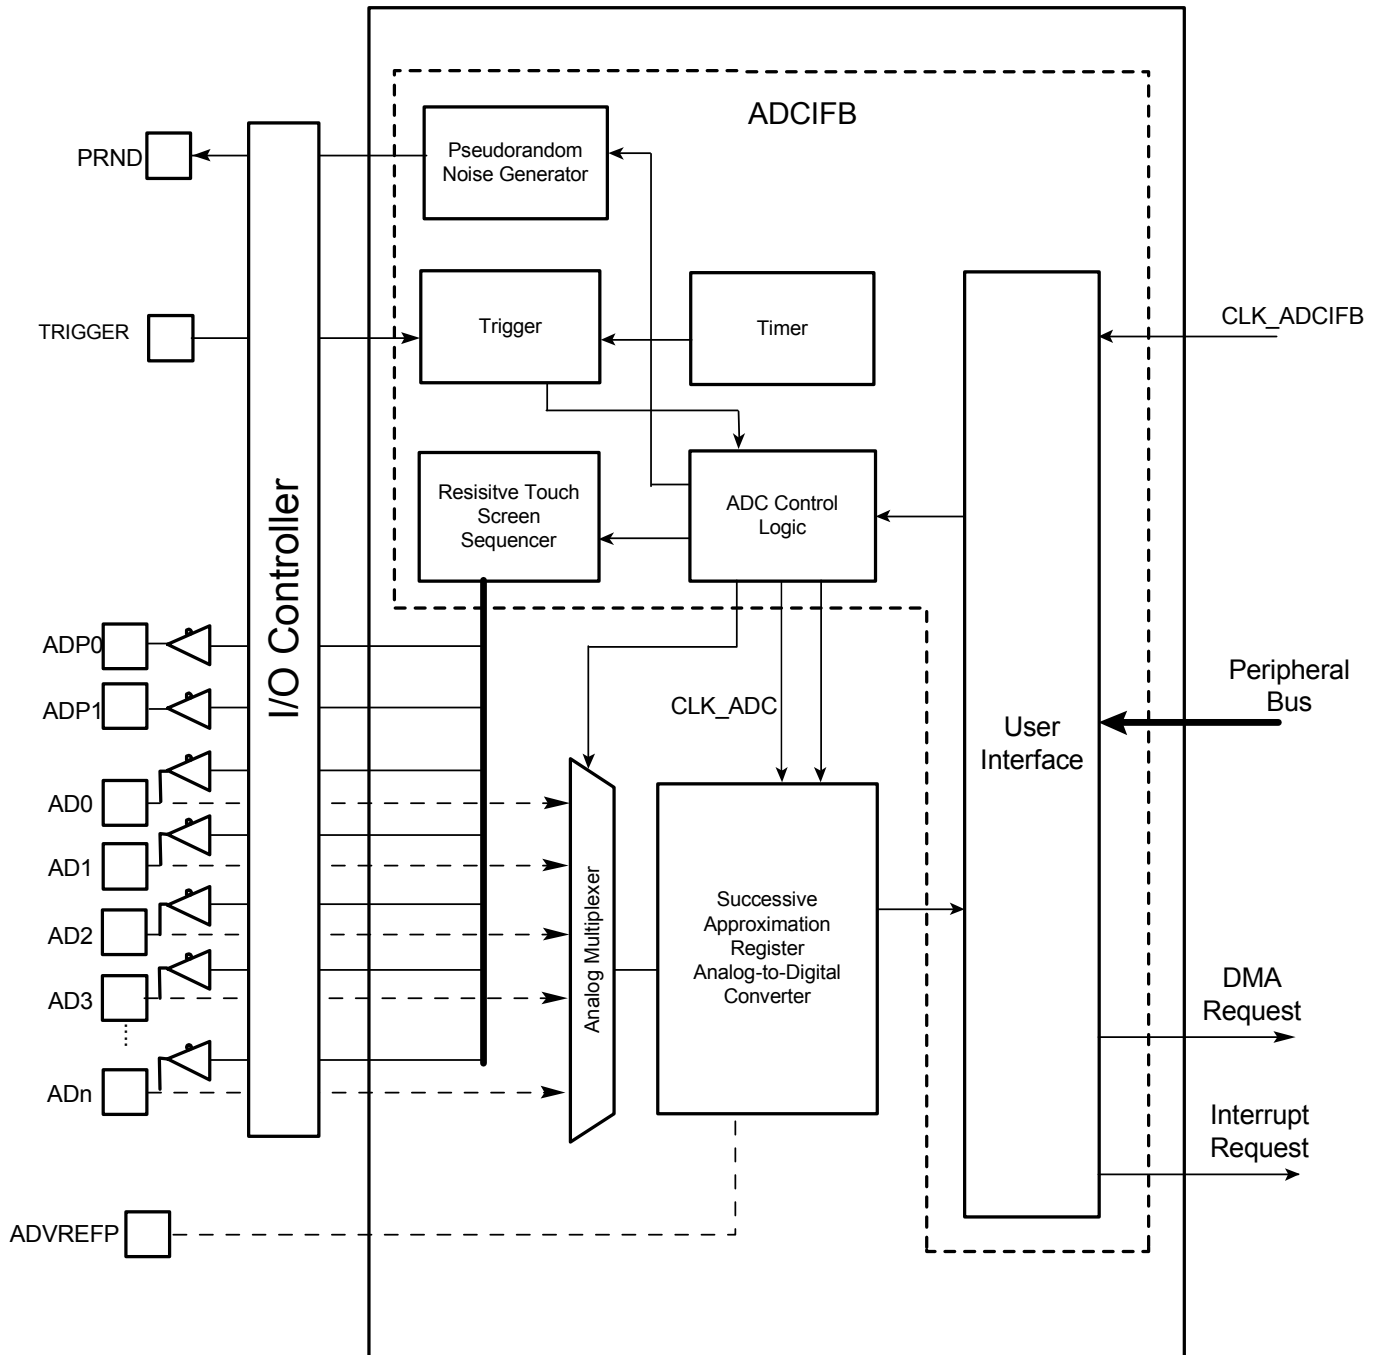 ADCIFB
PRND
Pseudorandom
Noise Generator
TRIGGER
Trigger
Timer
CLK_ADCIFB
I/O Controller
Resisitve Touch
Screen
Sequencer
ADC Control
Logic
ADP0
ADP1
CLK_ADC
User
Interface
Peripheral
Bus
AD0
AD1
AD2
AD3
ADn
Analog Multiplexer
Successive
Approximation
Register
Analog-to-Digital
Converter
DMA
Request
Interrupt
Request
ADVREFP